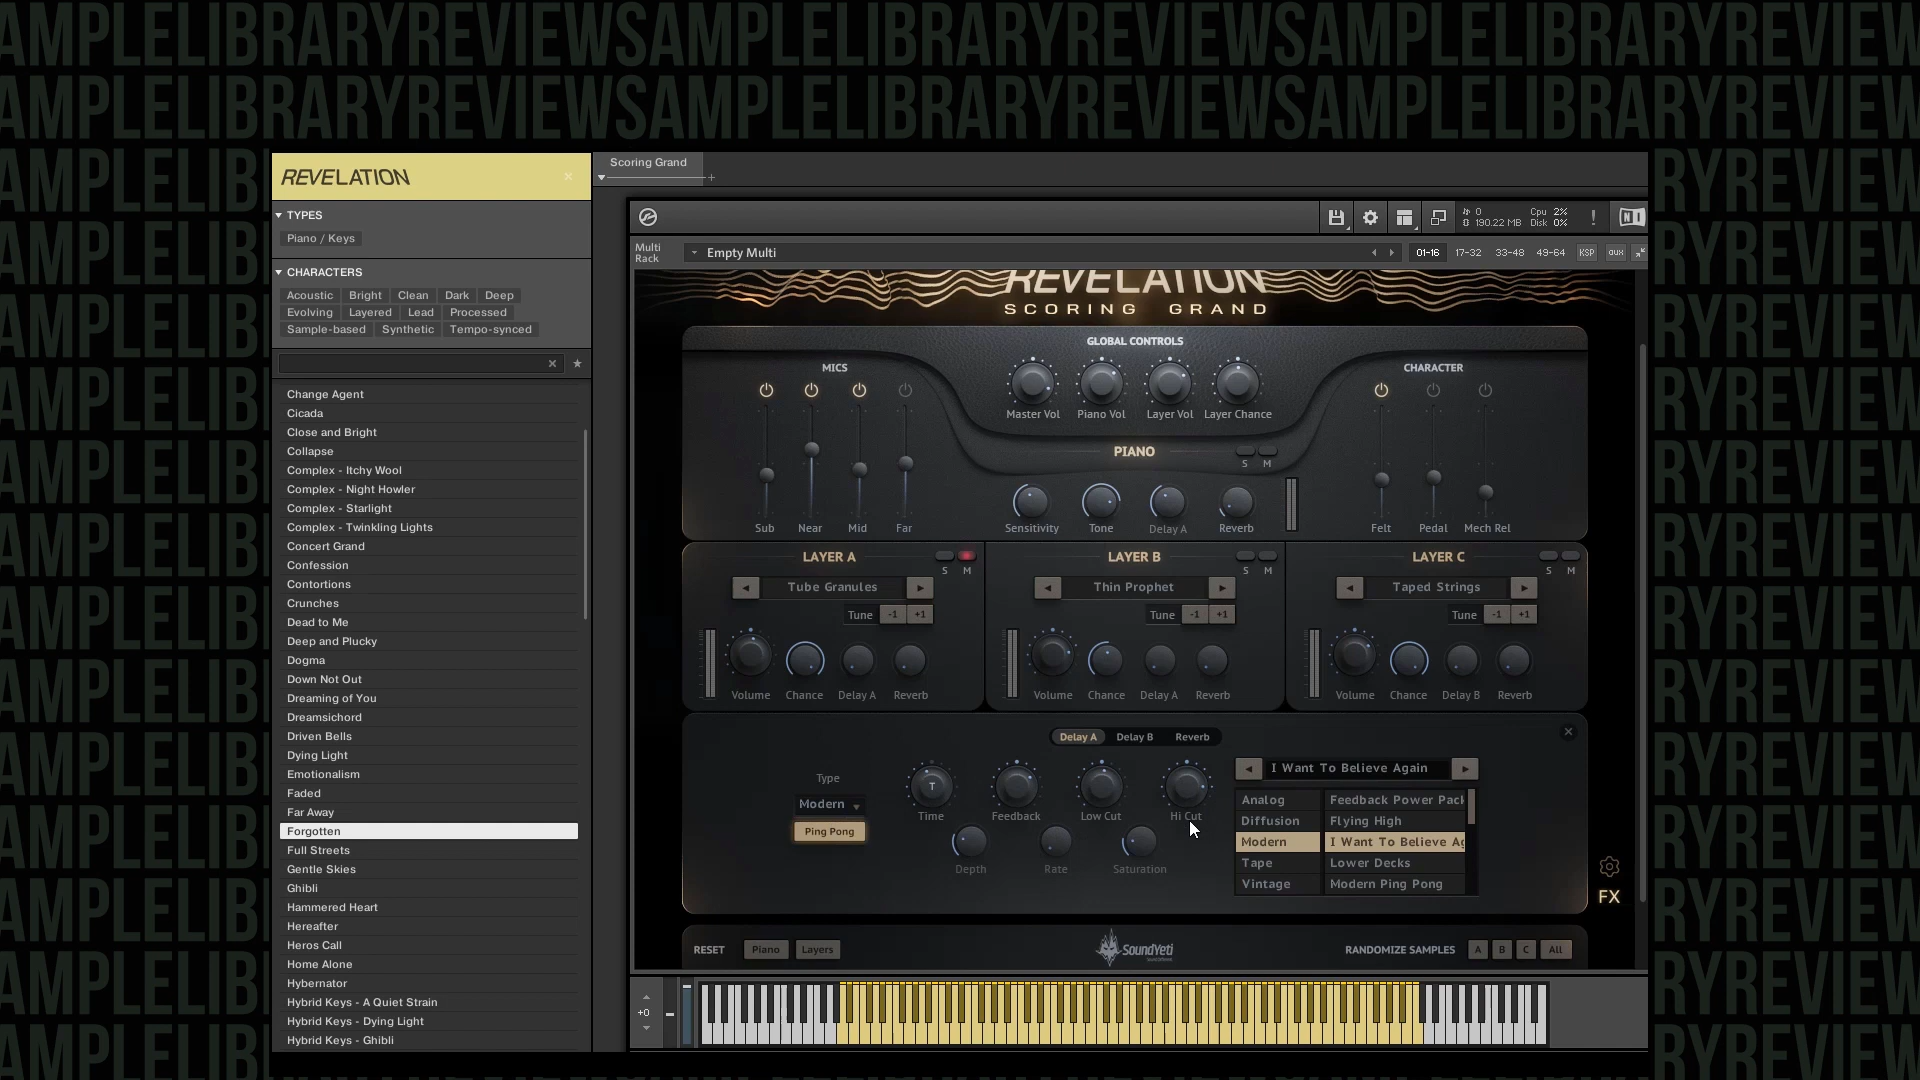 AMPLELIBRARYREVIEWSAMPLELIBRARYREVIEWSAMPLELIBRARYREVIEW
AMPLELIBRARYREVIEWSAMPLELIBRARYREVIEWSAMPLELIBRARYREVIEW
REVELATION
TYPES
Piano / Keys
CHARACTERS
Acoustic Bright Clean Dark Deep
Evolving Layered Lead Processed
Sample-based Synthetic Tempo-synced
Change Agent
Cicada
Close and Bright
Collapse
Complex - Itchy Wool
Complex - Night Howler
Complex - Starlight
Complex - Twinkling Lights
Concert Grand
Confession
Contortions
Crunches
Dead to Me
Deep and Plucky
Dogma
Down Not Out
Dreaming of You
Dreamsichord
Driven Bells
Dying Light
Emotionalism
Faded
Far Away
Forgotten
Full Streets
Gentle Skies
Ghibli
Hammered Heart
Hereafter
Heros Call
Home Alone
Hybernator
Hybrid Keys - A Quiet Strain
Hybrid Keys - Dying Light
Hybrid Keys - Ghibli
Scoring Grand
+
0
190.22 MB
Cpu 2%
Disk 0%
!
NI
Multi
Rack
Empty Multi
01-16 17-32 33-48 49-64 KSP aux
REVELATION
SCORING GRAND
GLOBAL CONTROLS
MICS
CHARACTER
Master Vol Piano Vol Layer Vol Layer Chance
PIANO
S M
Sub Near Mid Far
Sensitivity Tone Delay A Reverb
Felt Pedal Mech Rel
LAYER A
S M
Tube Granules
Tune -1 +1
Volume Chance Delay A Reverb
LAYER B
S M
Thin Prophet
Tune -1 +1
Volume Chance Delay A Reverb
LAYER C
S M
Taped Strings
Tune -1 +1
Volume Chance Delay B Reverb
Delay A Delay B Reverb
Type
Modern
Ping Pong
T
Time Feedback Low Cut Hi Cut
Depth Rate Saturation
I Want To Believe Again
Analog Feedback Power Pack
Diffusion Flying High
Modern I Want To Believe Ag
Tape Lower Decks
Vintage Modern Ping Pong
FX
RESET Piano Layers
SoundYeti
RANDOMIZE SAMPLES A B C All
+0